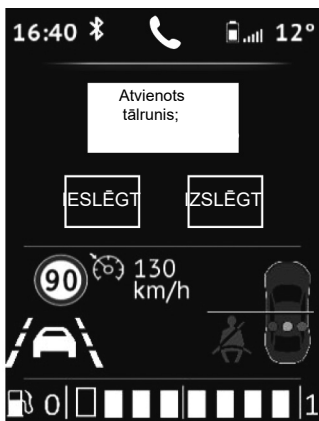 16:40 12°
Atvienots
tālrunis;
IESLĒGT IZSLĒGT
90 130
km/h
0 1